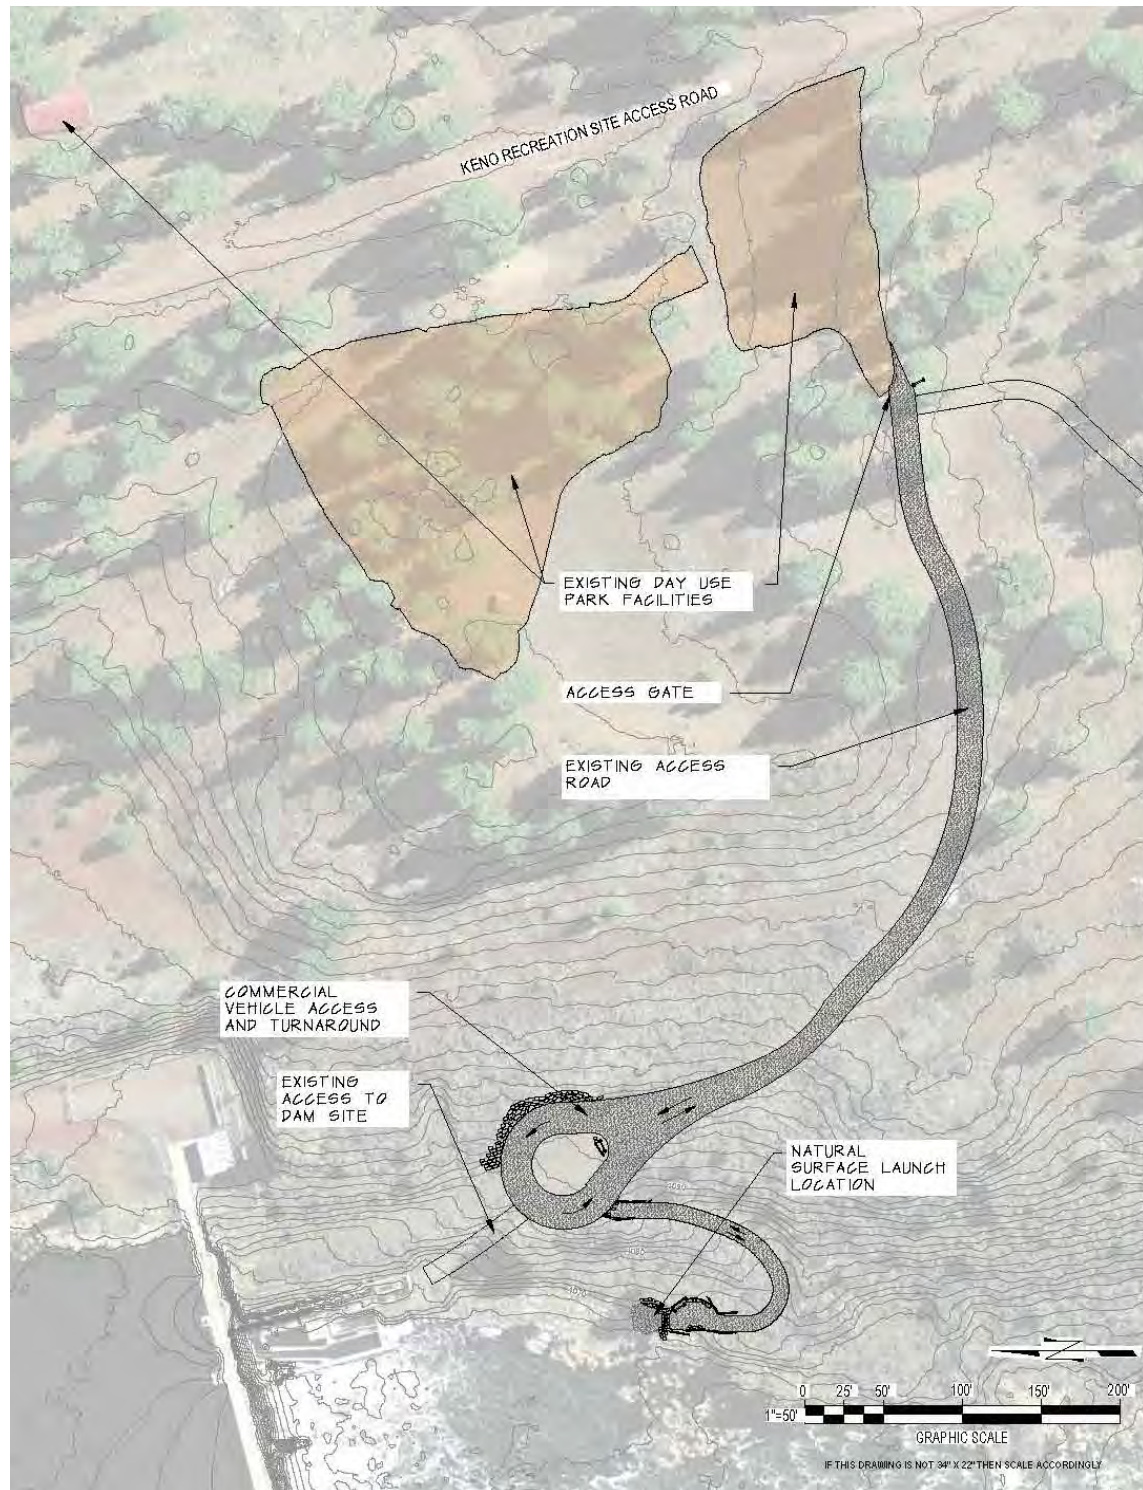 KENO RECREATION SITE ACCESS ROAD
EXISTING DAY USE
PARK FACILITIES
ACCESS GATE
EXISTING ACCESS
ROAD
COMMERCIAL
VEHICLE ACCESS
AND TURNAROUND
EXISTING
ACCESS TO
DAM SITE
NATURAL
SURFACE LAUNCH
LOCATION
0 25' 50' 100' 150' 200'
1"=50'
GRAPHIC SCALE
IF THIS DRAWING IS NOT 34" X 22" THEN SCALE ACCORDINGLY